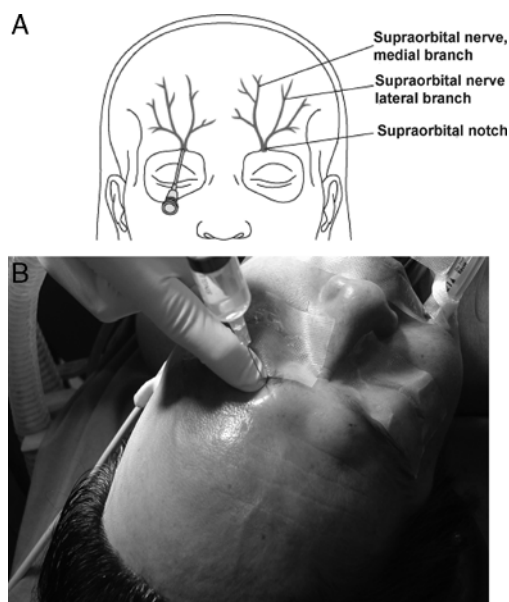 A
Supraorbital nerve,
medial branch
Supraorbital nerve
lateral branch
Supraorbital notch
B